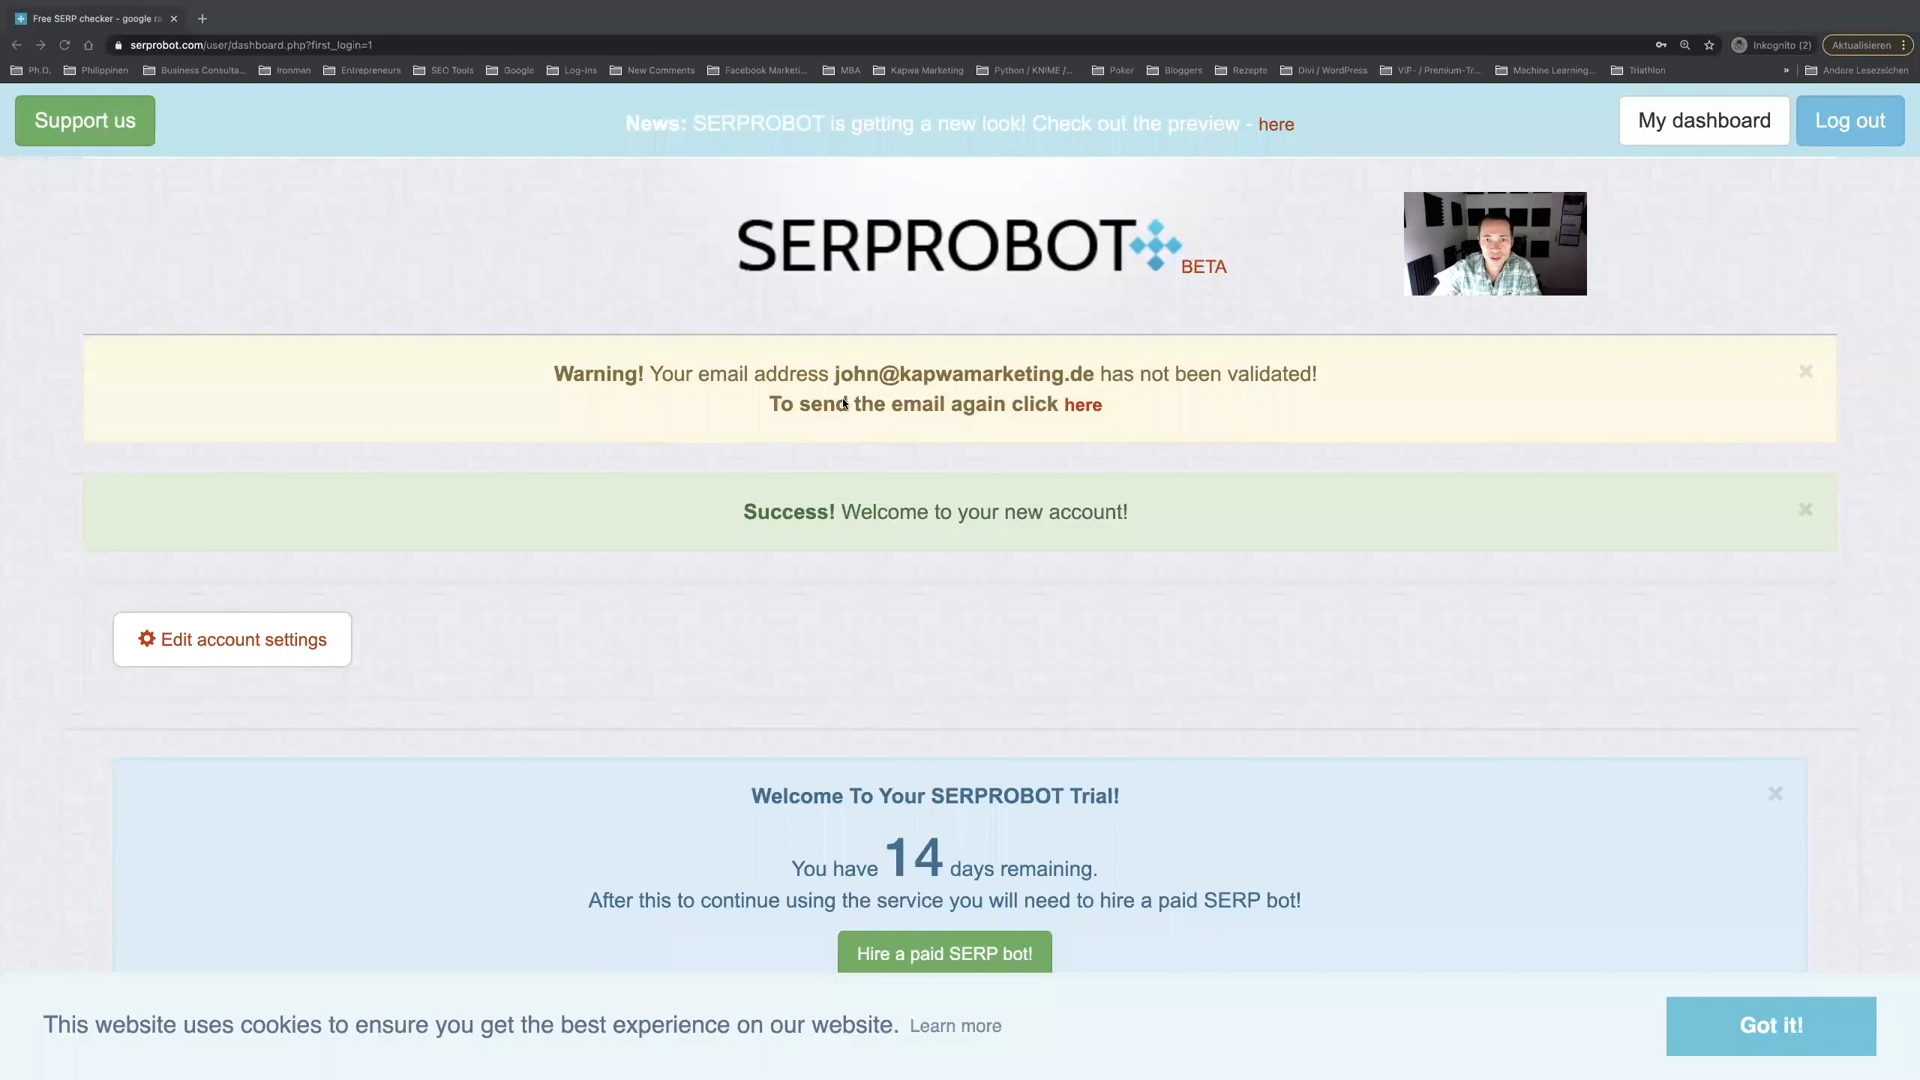 Free SERP checker - google ra
serprobot.com/user/dashboard.php?first_login=1
Inkognito (2)
Aktualisieren
Ph.D.
Philippinen
Business Consulta...
Ironman
Entrepreneurs
SEO Tools
Google
Log-Ins
New Comments
Facebook Marketi...
MBA
Kapwa Marketing
Python / KNIME /...
Poker
Bloggers
Rezepte
Divi / WordPress
VIP- / Premium-Tr...
Machine Learning...
Triathlon
»
Andere Lesezeichen
Support us
News: SERPROBOT is getting a new look! Check out the preview - here
My dashboard
Log out
SERPROBOT
BETA
Warning! Your email address john@kapwamarketing.de has not been validated!
To send the email again click here
Success! Welcome to your new account!
Edit account settings
Welcome To Your SERPROBOT Trial!
You have 14 days remaining.
After this to continue using the service you will need to hire a paid SERP bot!
Hire a paid SERP bot!
This website uses cookies to ensure you get the best experience on our website. Learn more
Got it!